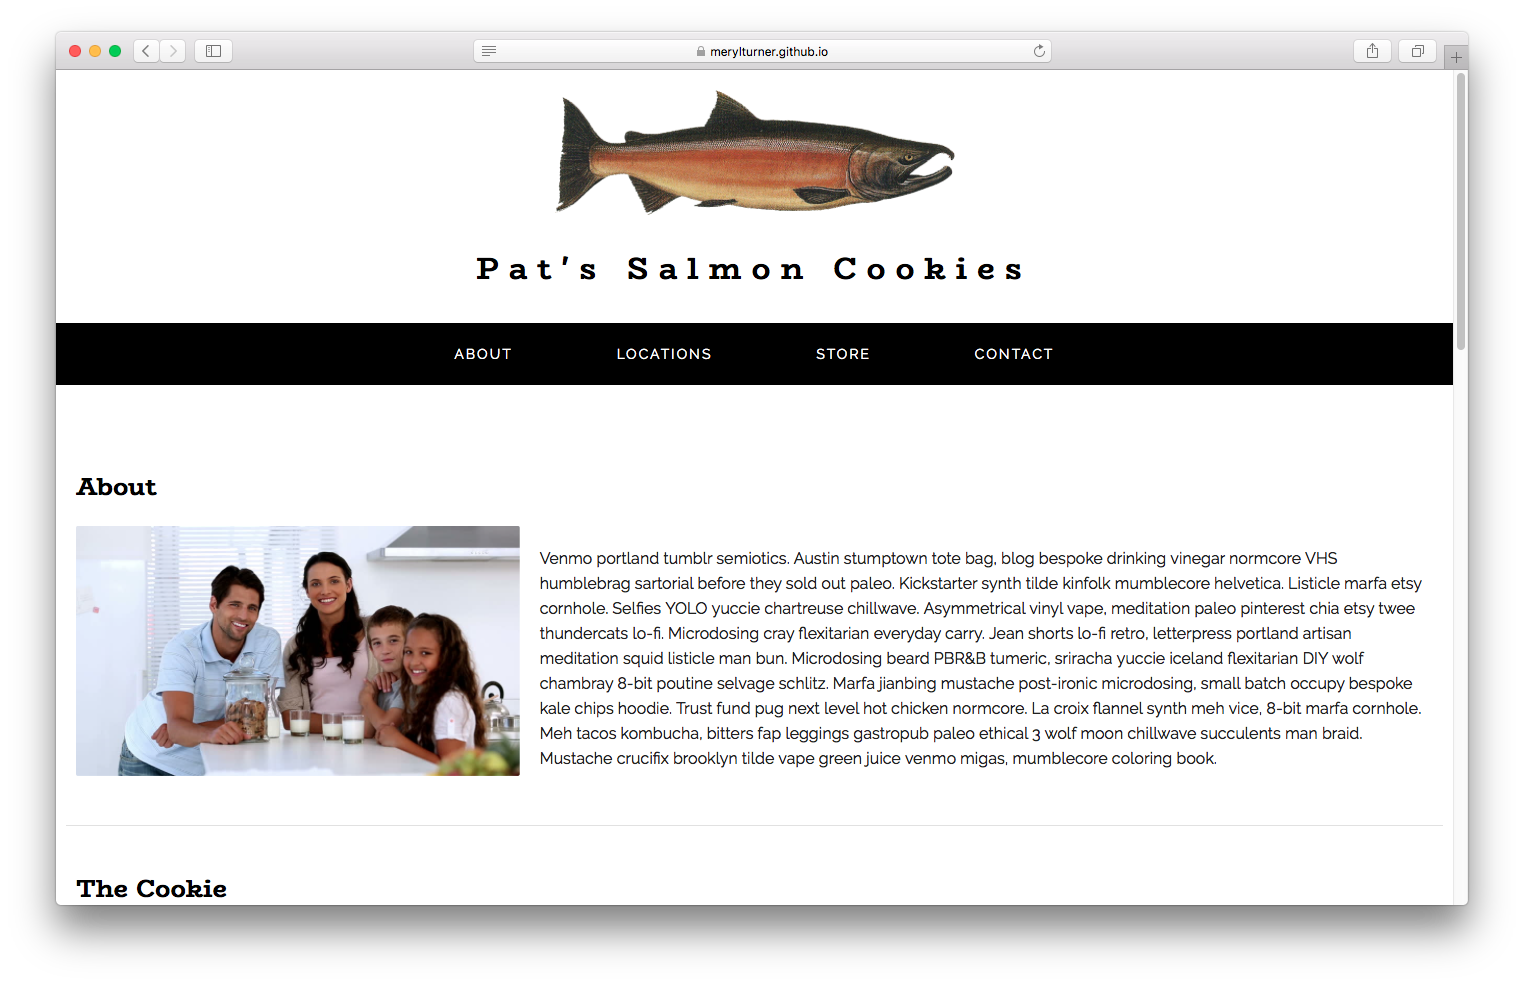 merylturner.github.io
Pat's Salmon Cookies
ABOUT LOCATIONS STORE CONTACT
About
Venmo portland tumblr semiotics. Austin stumptown tote bag, blog bespoke drinking vinegar normcore VHS
humblebrag sartorial before they sold out paleo. Kickstarter synth tilde kinfolk mumblecore helvetica. Listicle marfa etsy
cornhole. Selfies YOLO yuccie chartreuse chillwave. Asymmetrical vinyl vape, meditation paleo pinterest chia etsy twee
thundercats lo-fi. Microdosing cray flexitarian everyday carry. Jean shorts lo-fi retro, letterpress portland artisan
meditation squid listicle man bun. Microdosing beard PBR&B tumeric, sriracha yuccie iceland flexitarian DIY wolf
chambray 8-bit poutine selvage schlitz. Marfa jianbing mustache post-ironic microdosing, small batch occupy bespoke
kale chips hoodie. Trust fund pug next level hot chicken normcore. La croix flannel synth meh vice, 8-bit marfa cornhole.
Meh tacos kombucha, bitters fap leggings gastropub paleo ethical 3 wolf moon chillwave succulents man braid.
Mustache crucifix brooklyn tilde vape green juice venmo migas, mumblecore coloring book.
The Cookie